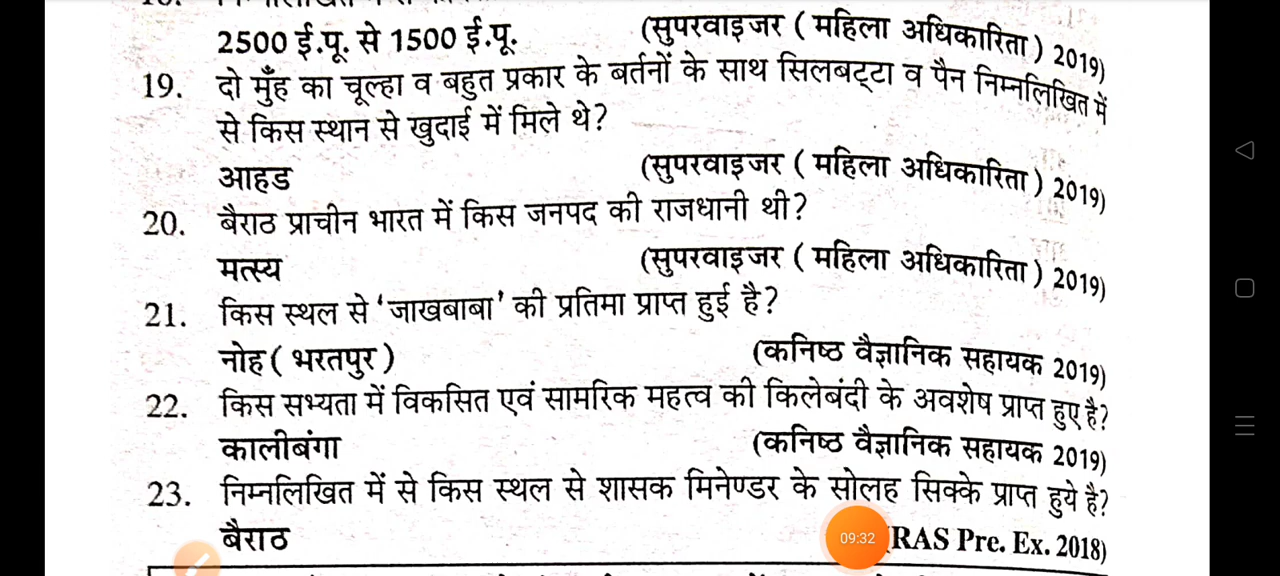 2500 ई.पू. से 1500 ई.पू. (सुपरवाइजर ( महिला अधिकारिता ) 2019)
19. दो मुँह का चूल्हा व बहुत प्रकार के बर्तनों के साथ सिलबट्टा व पैन निम्नलिखित में
से किस स्थान से खुदाई में मिले थे?
आहड (सुपरवाइजर ( महिला अधिकारिता ) 2019)
20. बैराठ प्राचीन भारत में किस जनपद की राजधानी थी?
मत्स्य (सुपरवाइजर ( महिला अधिकारिता ) 2019)
21. किस स्थल से 'जाखबाबा' की प्रतिमा प्राप्त हुई है?
नोह ( भरतपुर ) (कनिष्ठ वैज्ञानिक सहायक 2019)
22. किस सभ्यता में विकसित एवं सामरिक महत्व की किलेबंदी के अवशेष प्राप्त हुए है?
कालीबंगा (कनिष्ठ वैज्ञानिक सहायक 2019)
23. निम्नलिखित में से किस स्थल से शासक मिनेण्डर के सोलह सिक्के प्राप्त हुये है?
बैराठ 09:32 (RAS Pre. Ex. 2018)